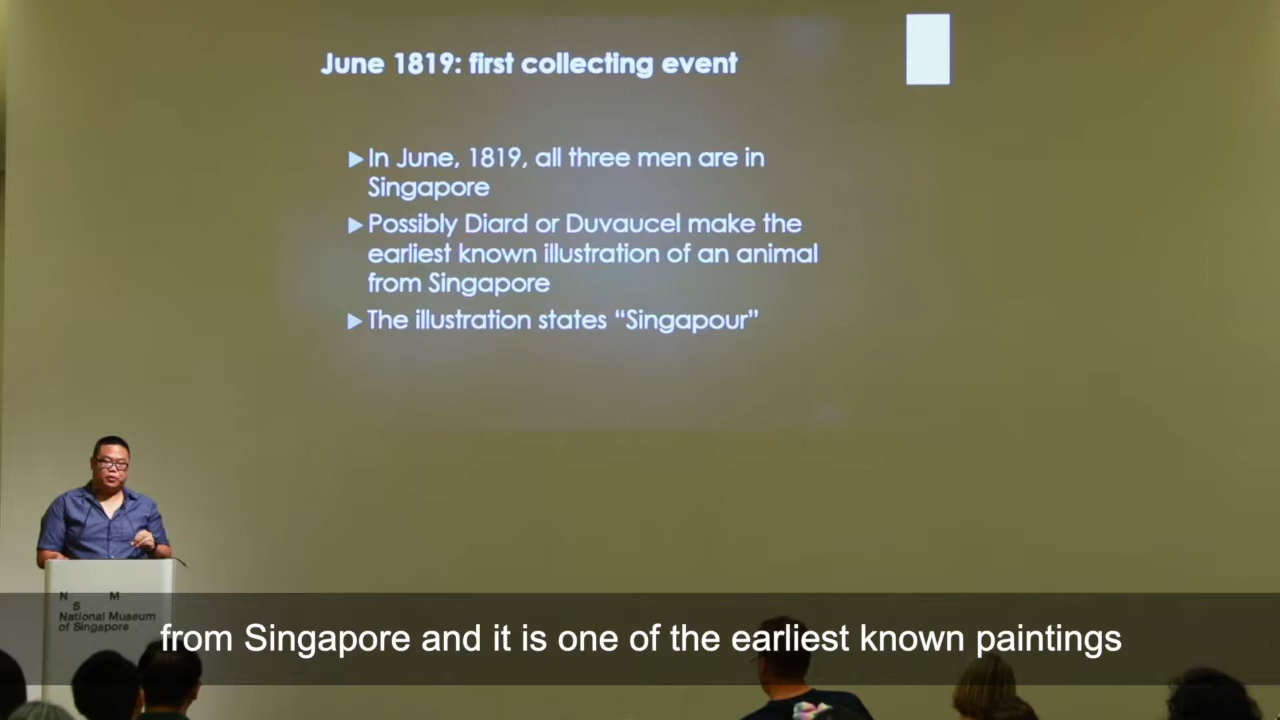 June 1819: first collecting event
In June, 1819, all three men are in
Singapore
Possibly Diard or Duvaucel make the
earliest known illustration of an animal
from Singapore
The illustration states “Singapour”
N M
S
National Museum
of Singapore
from Singapore and it is one of the earliest known paintings